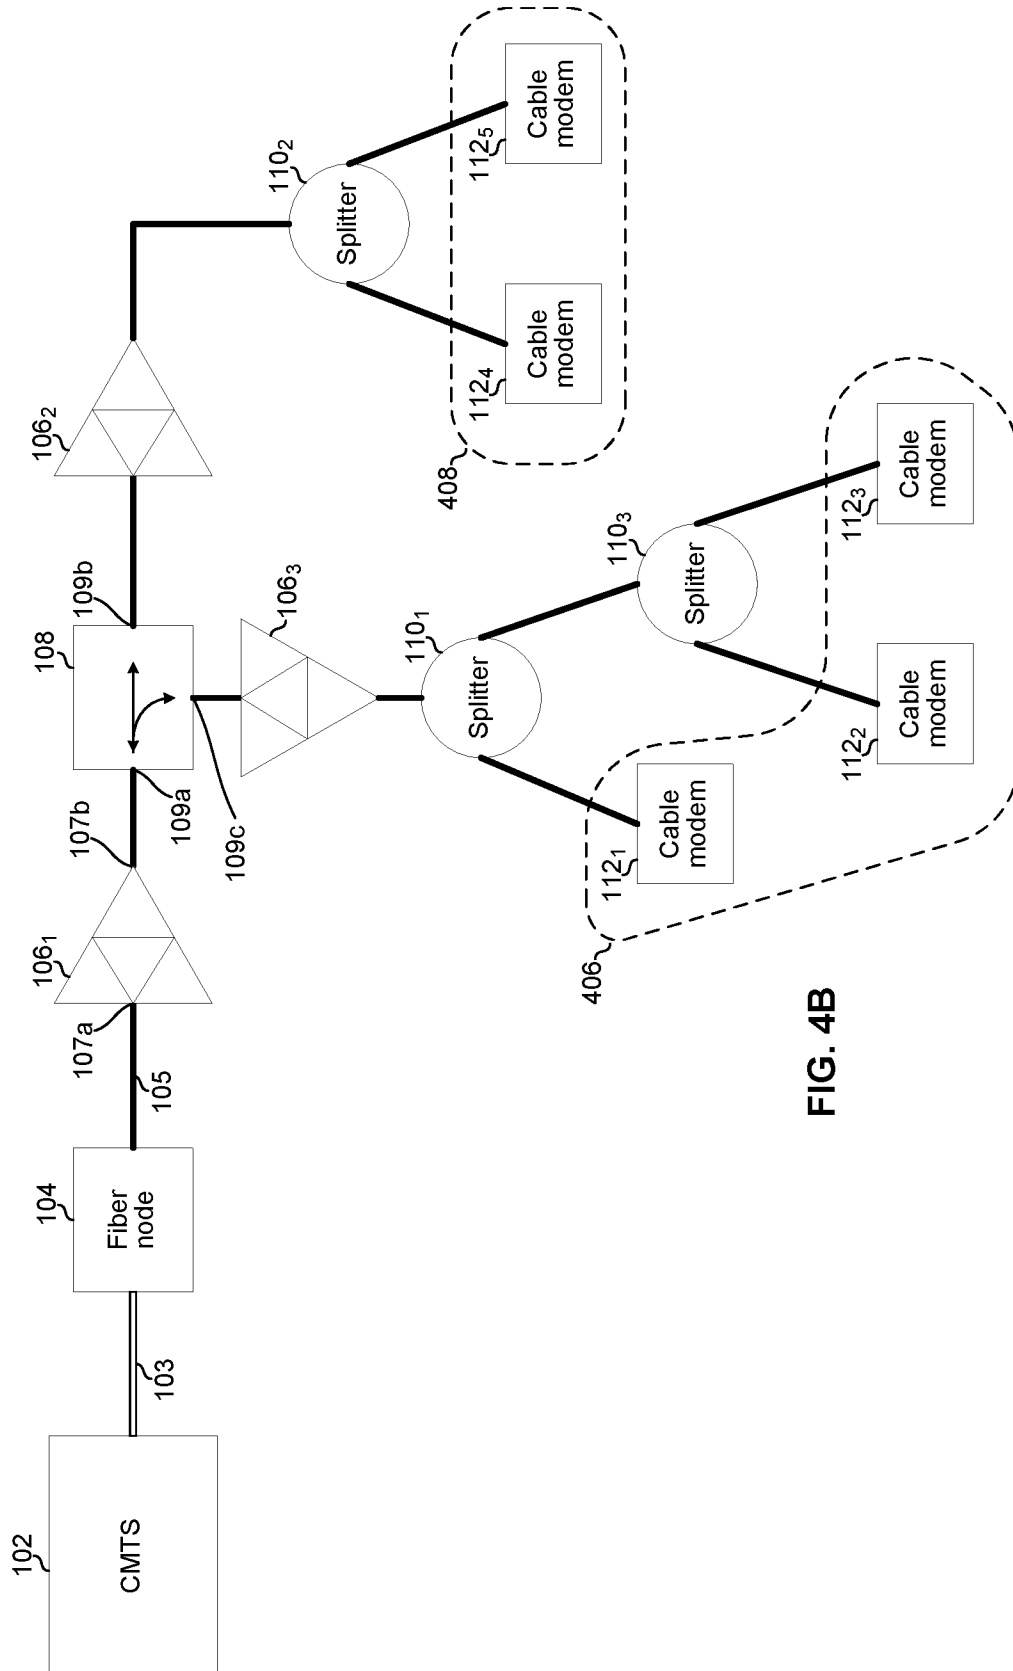 102
CMTS
103
104
Fiber
node
105
107a
106₁
107b
109a
108
109b
109c
106₂
106₃
110₂
Splitter
110₁
Splitter
110₃
Splitter
408
112₄
Cable
modem
112₅
Cable
modem
406
112₁
Cable
modem
112₂
Cable
modem
112₃
Cable
modem
FIG. 4B